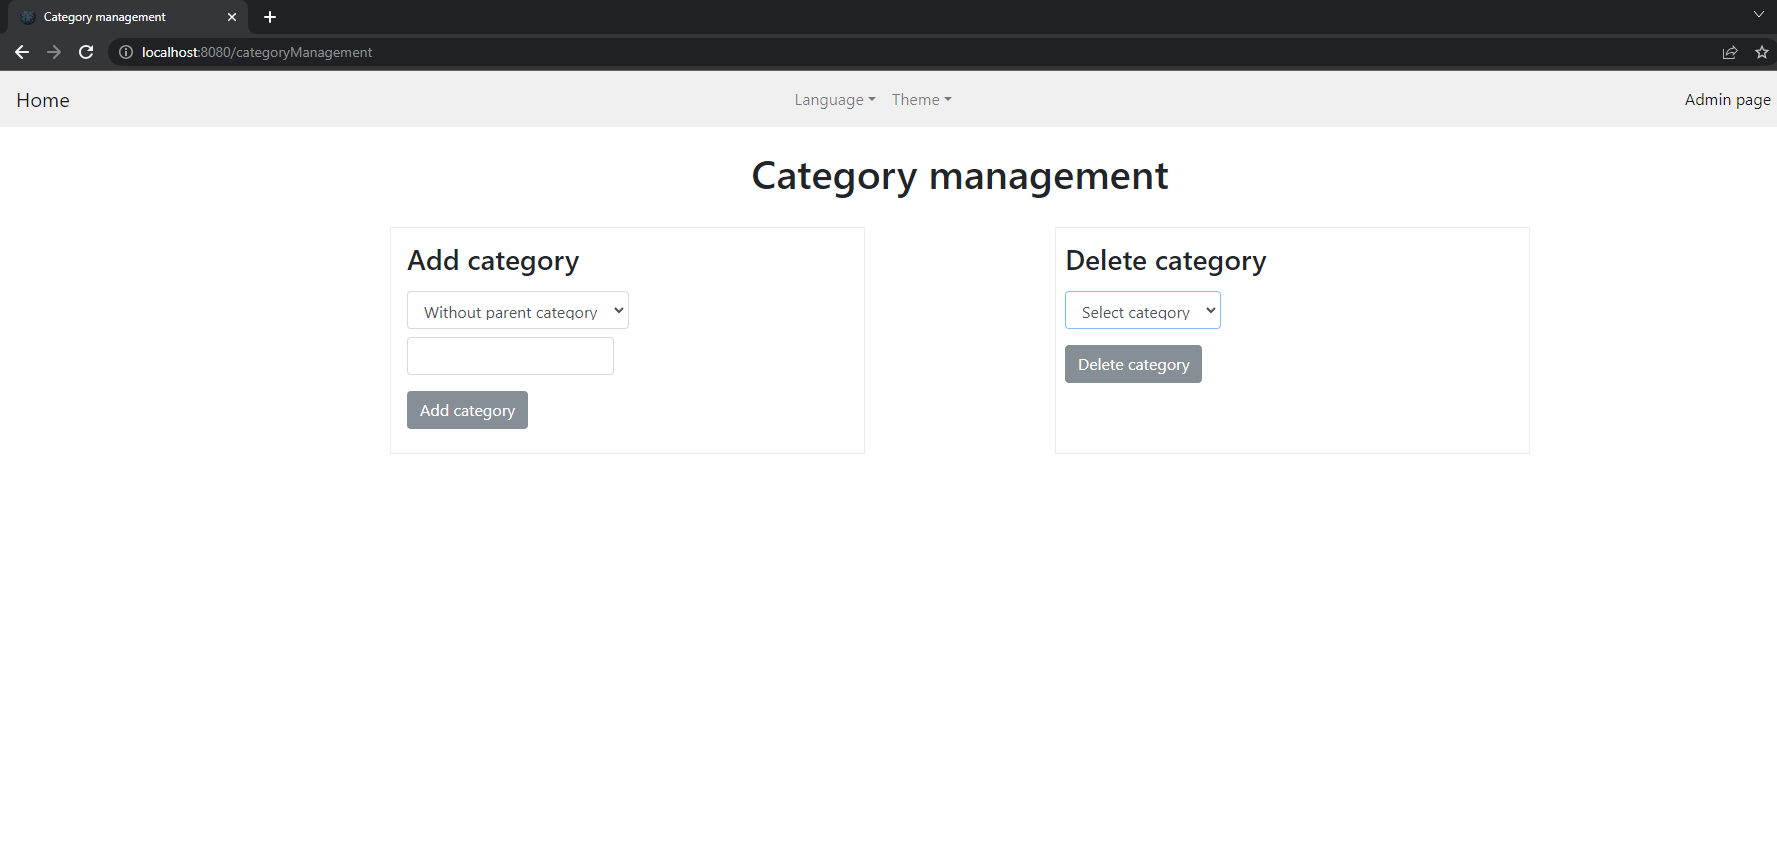 Category management
localhost:8080/categoryManagement
Home
Language
Theme
Admin page
Category management
Add category
Without parent category
Add category
Delete category
Select category
Delete category